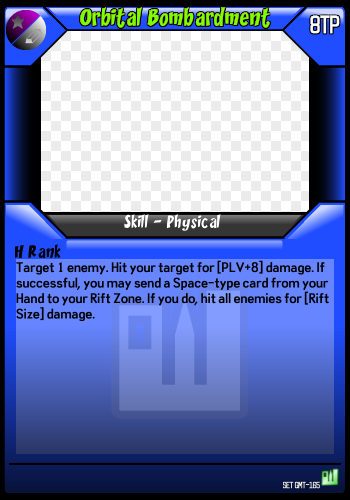 Orbital Bombardment
8TP
Skill - Physical
H Rank
Target 1 enemy. Hit your target for [PLV+8] damage. If
successful, you may send a Space-type card from your
Hand to your Rift Zone. If you do, hit all enemies for [Rift
Size] damage.
SET GMT-165